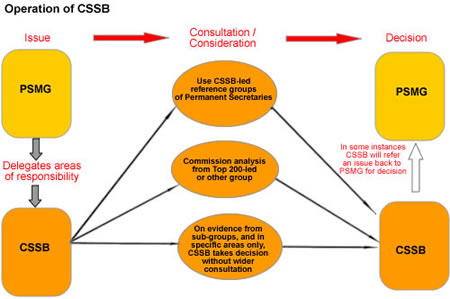 Operation of CSSB
Issue
Consultation /
Consideration
Decision
PSMG
Use CSSB-led
reference groups
of Permanent Secretaries
PSMG
Delegates areas
of responsibility
In some instances
CSSB will refer
an issue back to
PSMG for decision
Commission analysis
from Top 200-led
or other group
CSSB
On evidence from
sub-groups, and in
specific areas only,
CSSB takes decision
without wider
consultation
CSSB